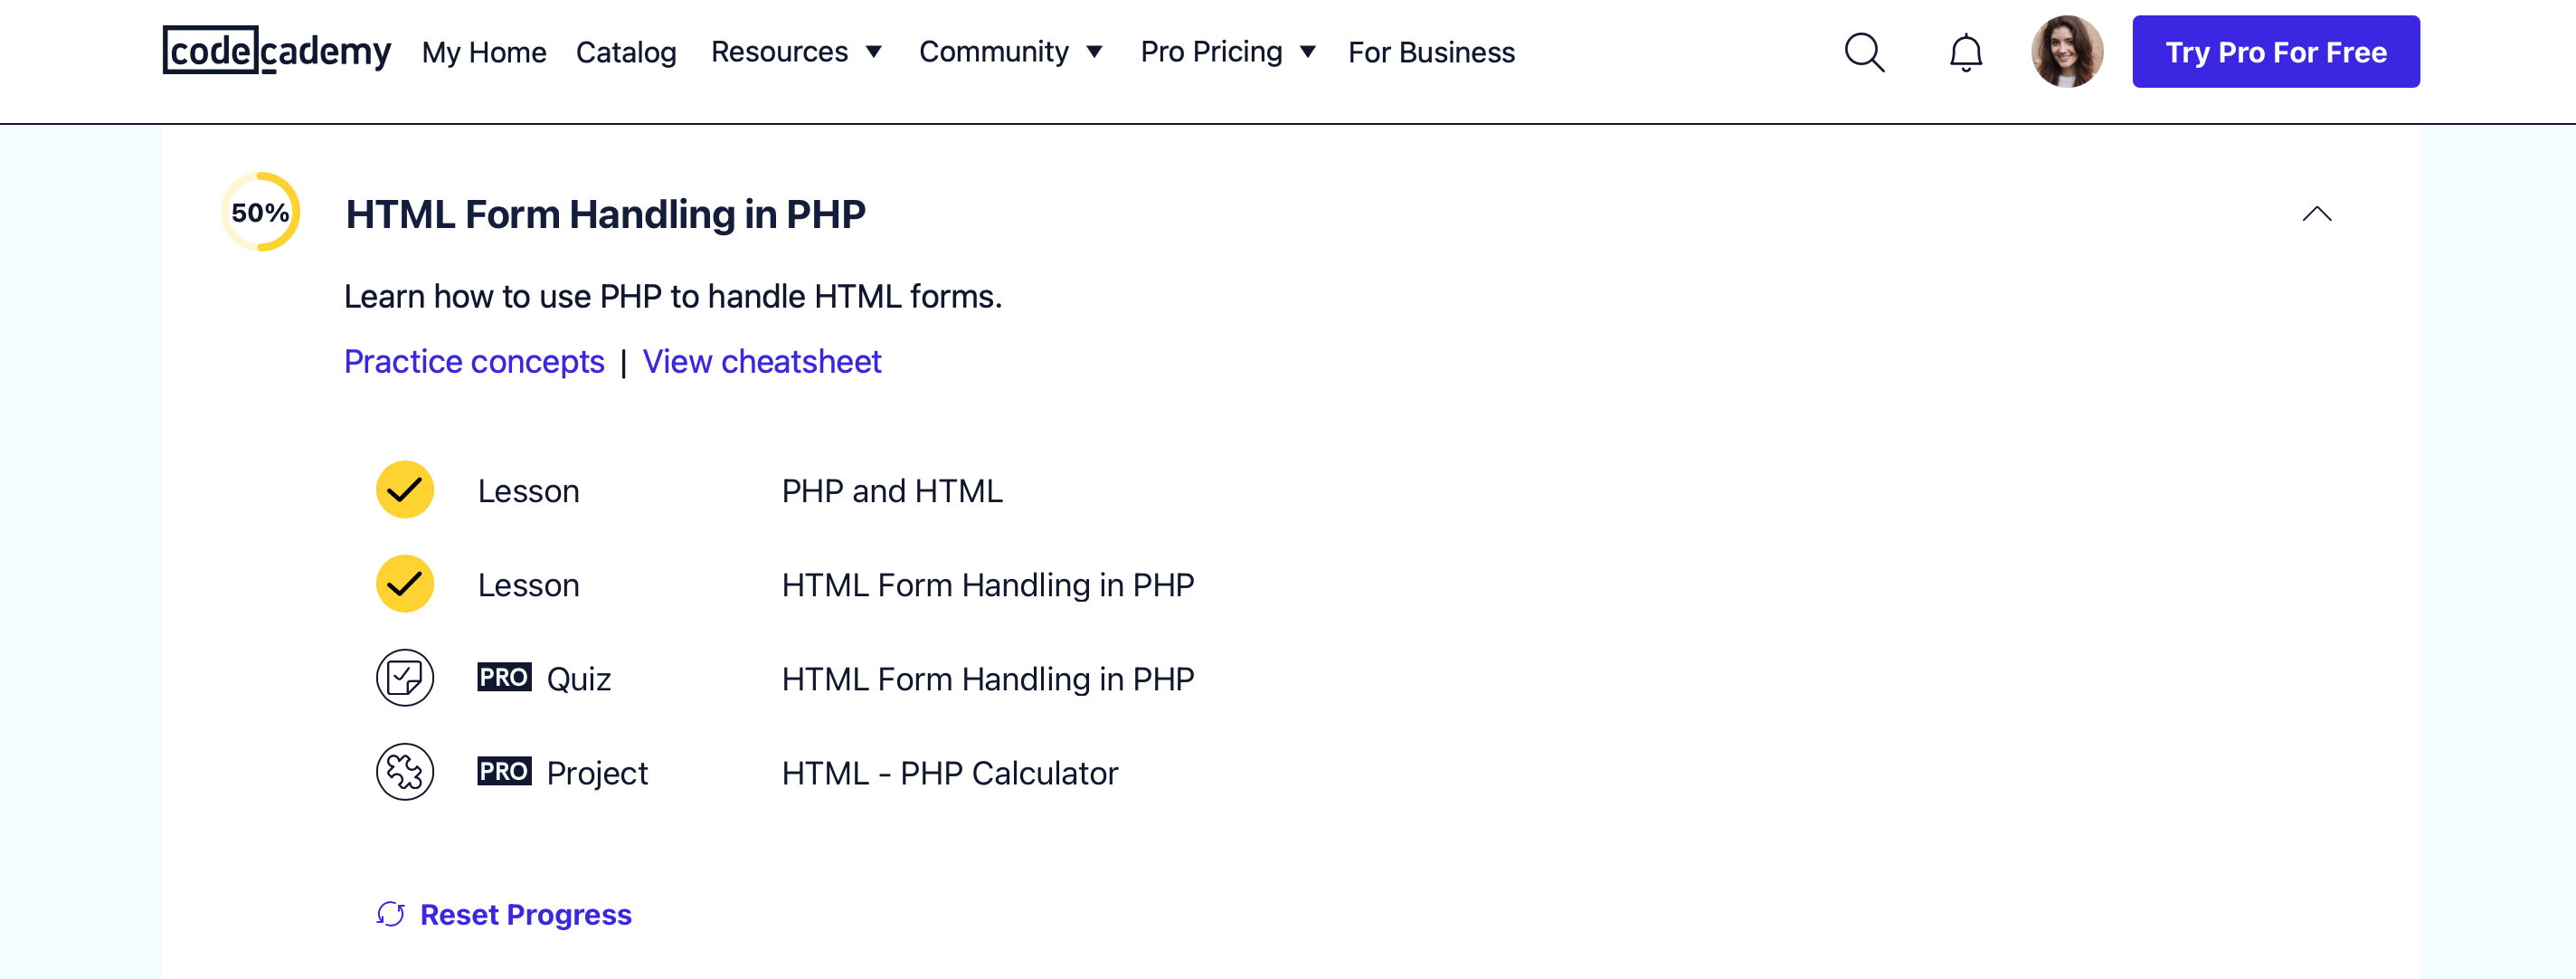 codecademy My Home Catalog Resources Community Pro Pricing For Business Try Pro For Free
50% HTML Form Handling in PHP
Learn how to use PHP to handle HTML forms.
Practice concepts | View cheatsheet
Lesson PHP and HTML
Lesson HTML Form Handling in PHP
PRO Quiz HTML Form Handling in PHP
PRO Project HTML - PHP Calculator
Reset Progress